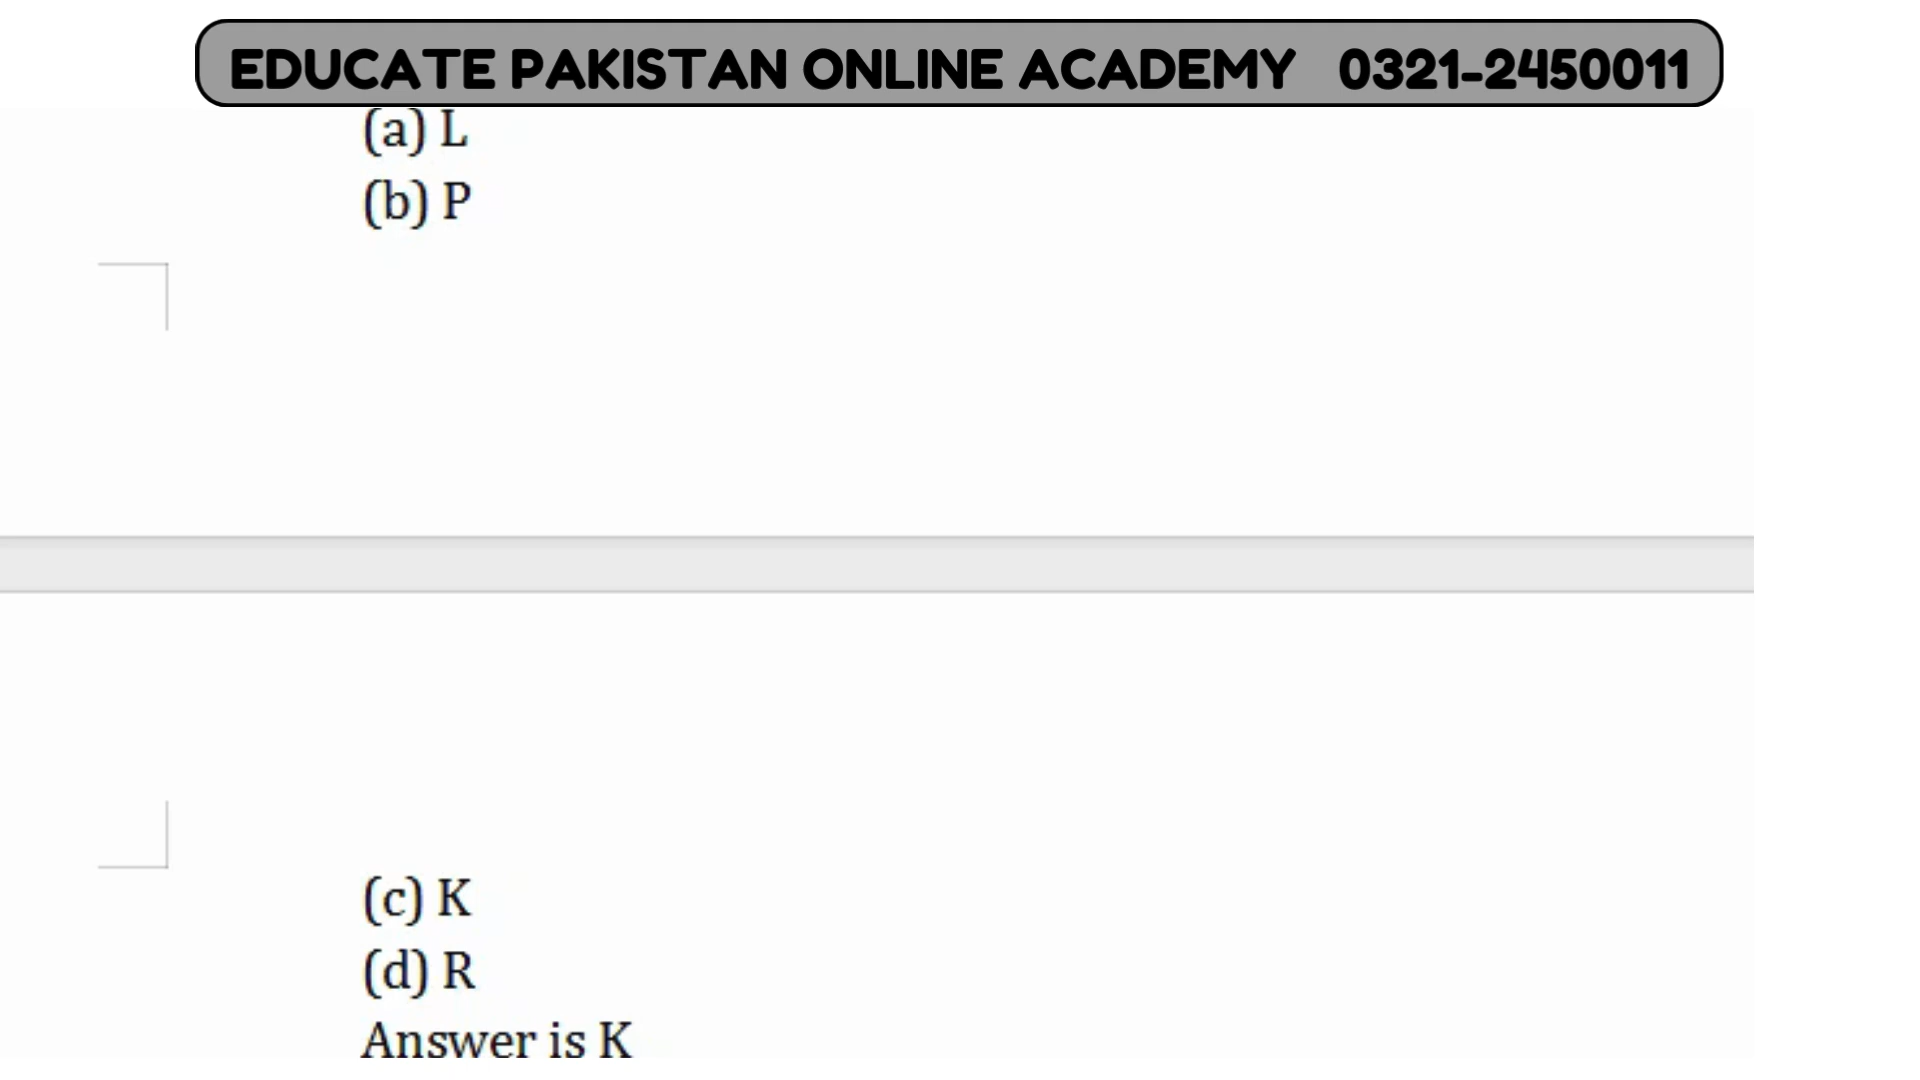 EDUCATE PAKISTAN ONLINE ACADEMY 0321-2450011
(a) L
(b) P
(c) K
(d) R
Answer is K